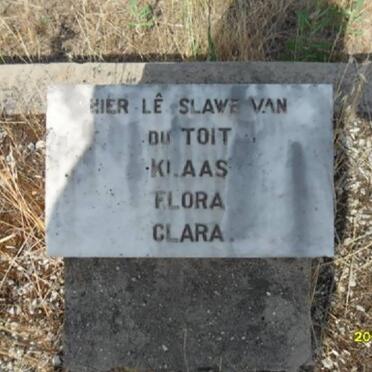 HIER LÊ SLAWE VAN
DU TOIT
KLAAS
FLORA
CLARA
20